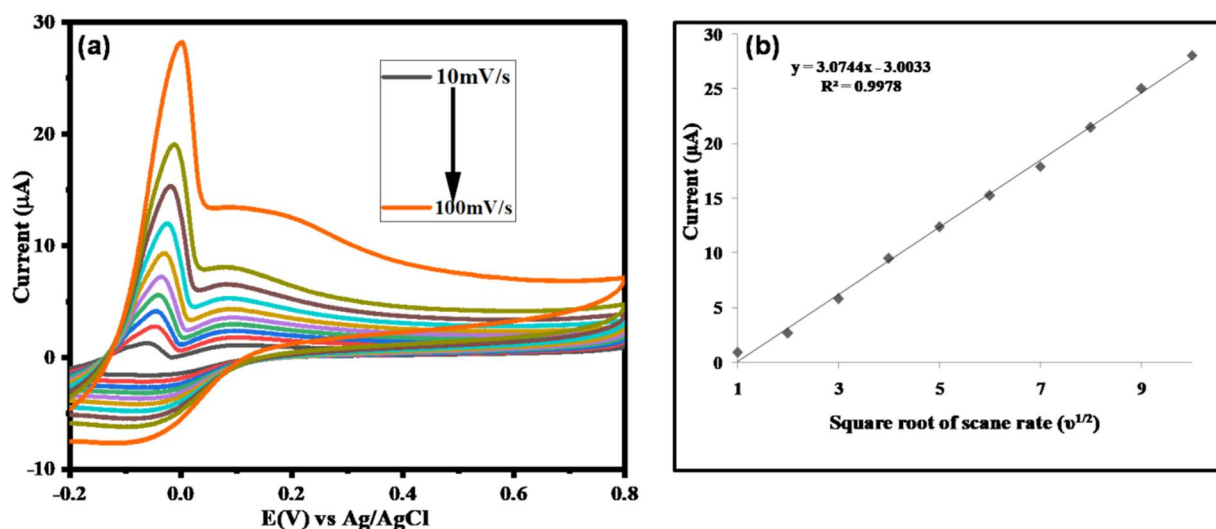 (a)
30
20
10
0
-10
Current (µA)
10mV/s
100mV/s
-0.2 0.0 0.2 0.4 0.6 0.8
E(V) vs Ag/AgCl
(b)
y = 3.0744x - 3.0033
R² = 0.9978
30
25
20
15
10
5
0
Current (µA)
1 3 5 7 9
Square root of scane rate (υ^1/2)